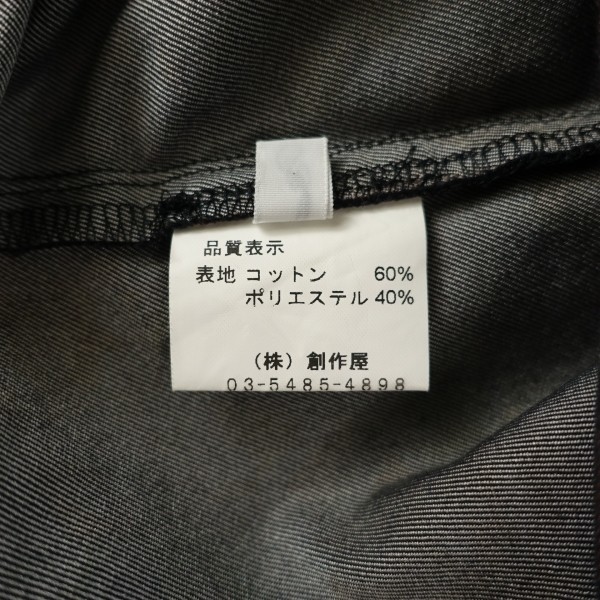 品質表示
表地 コットン 60%
ポリエステル 40%
(株) 創作屋
03-5485-4898